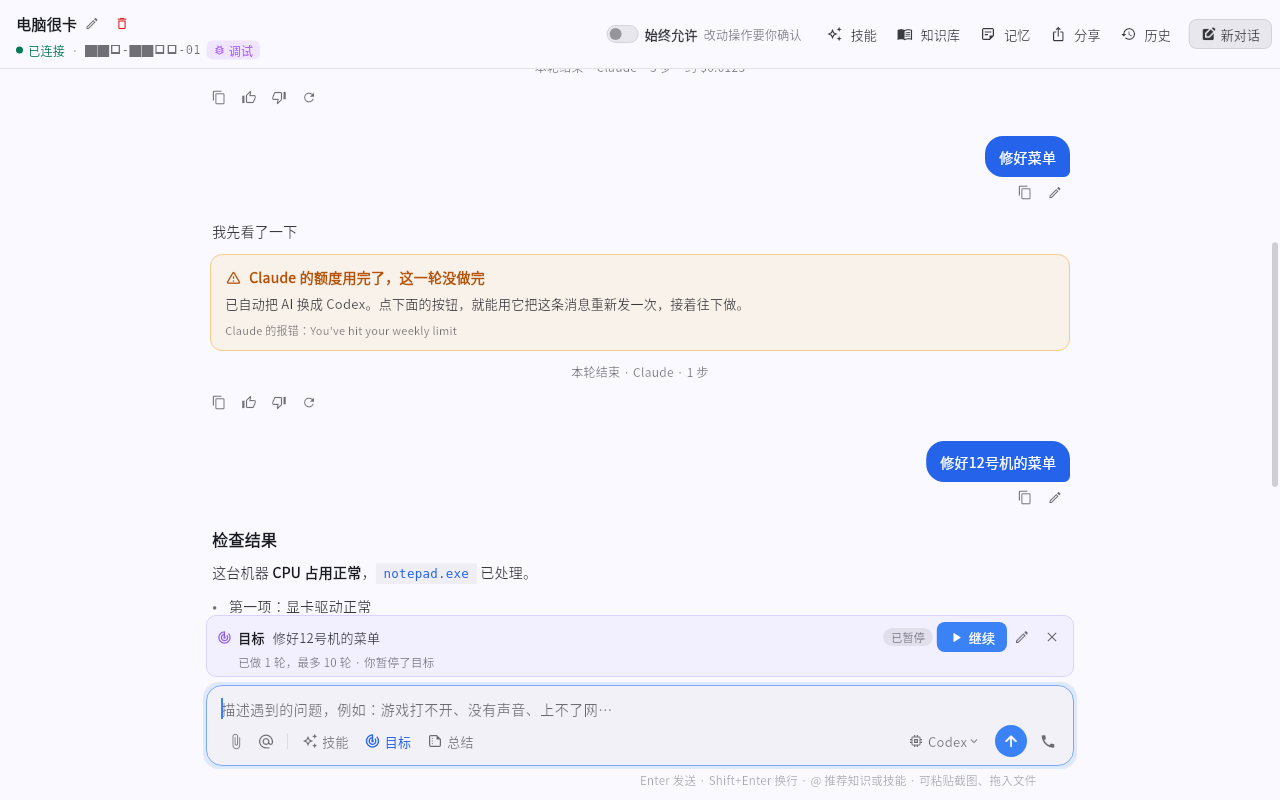 电脑很卡
已连接 · -01 调试
始终允许 改动操作要你确认
技能
知识库
记忆
分享
历史
新对话
修好菜单
我先看了一下
Claude 的额度用完了，这一轮没做完
已自动把 AI 换成 Codex。点下面的按钮，就能用它把这条消息重新发一次，接着往下做。
Claude 的报错：You've hit your weekly limit
本轮结束 · Claude · 1 步
修好12号机的菜单
检查结果
这台机器 CPU 占用正常， notepad.exe 已处理。
• 第一项：显卡驱动正常
目标 修好12号机的菜单
已暂停
继续
已做 1 轮，最多 10 轮 · 你暂停了目标
描述遇到的问题，例如：游戏打不开、没有声音、上不了网…
技能
目标
总结
Codex
Enter 发送 · Shift+Enter 换行 · @ 推荐知识或技能 · 可粘贴截图、拖入文件